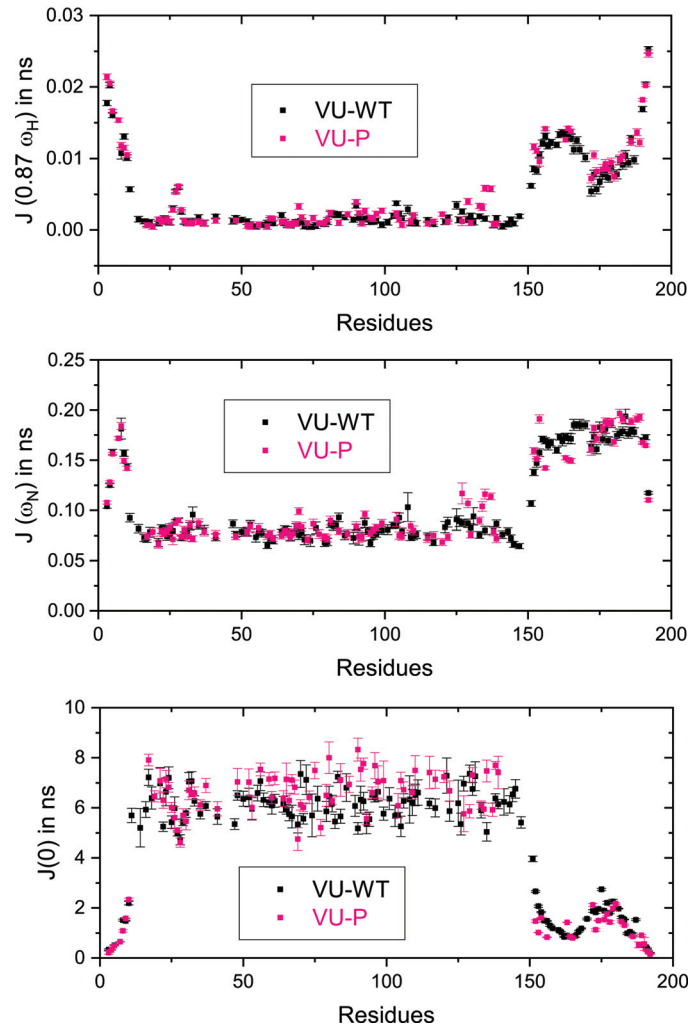 0.03
0.02
0.01
0.00
J (0.87 ω_H) in ns
VU-WT
VU-P
0 50 100 150 200
Residues
0.25
0.20
0.15
0.10
0.05
0.00
J (ω_N) in ns
VU-WT
VU-P
0 50 100 150 200
Residues
10
8
6
4
2
0
J(0) in ns
VU-WT
VU-P
0 50 100 150 200
Residues